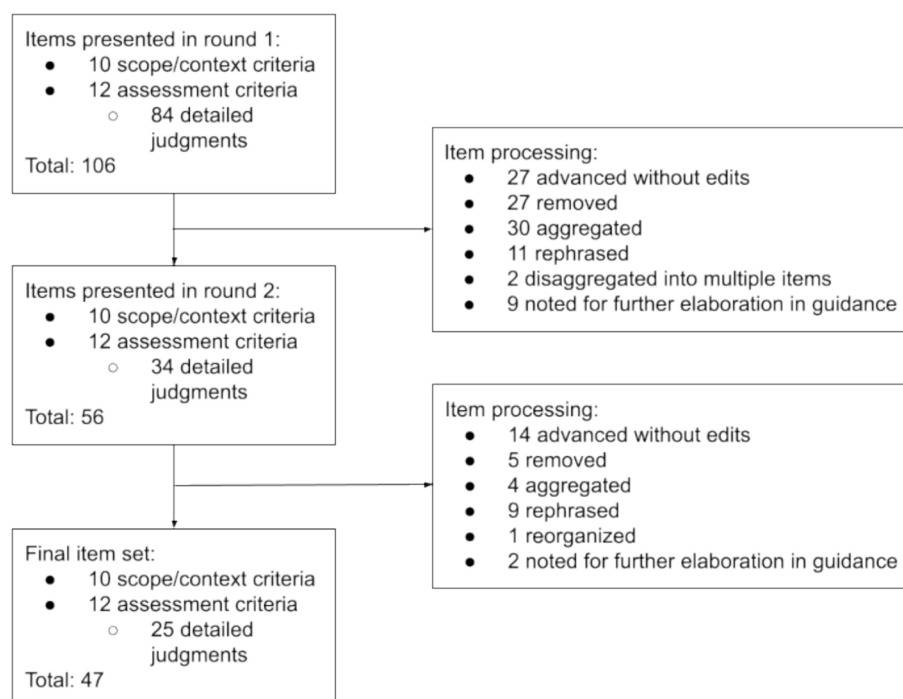 Items presented in round 1:
● 10 scope/context criteria
● 12 assessment criteria
○ 84 detailed
judgments
Total: 106
Item processing:
● 27 advanced without edits
● 27 removed
● 30 aggregated
● 11 rephrased
● 2 disaggregated into multiple items
● 9 noted for further elaboration in guidance
Items presented in round 2:
● 10 scope/context criteria
● 12 assessment criteria
○ 34 detailed
judgments
Total: 56
Item processing:
● 14 advanced without edits
● 5 removed
● 4 aggregated
● 9 rephrased
● 1 reorganized
● 2 noted for further elaboration in guidance
Final item set:
● 10 scope/context criteria
● 12 assessment criteria
○ 25 detailed
judgments
Total: 47